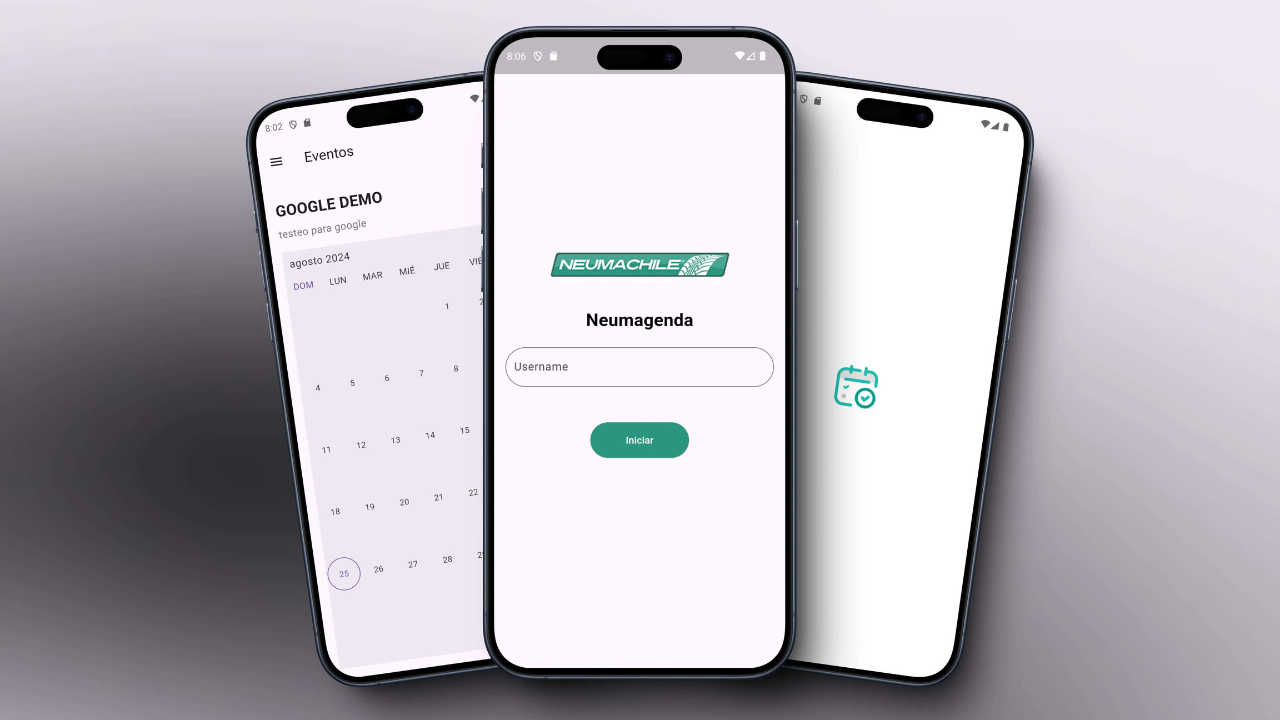 8:02
Eventos
GOOGLE DEMO
testeo para google
agosto 2024
DOM LUN MAR MIÉ JUE VIE
1 2
4 5 6 7 8
11 12 13 14 15
18 19 20 21 22
25 26 27 28
8:06
NEUMACHILE
Neumagenda
Username
Iniciar